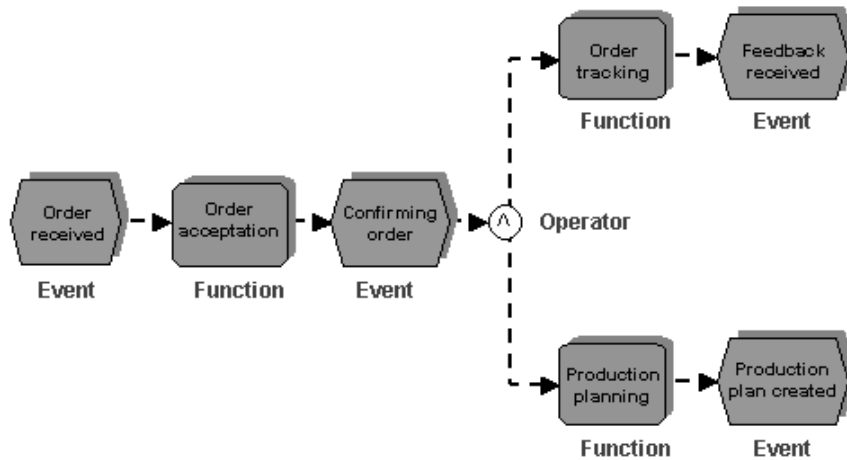 Order
tracking
Function
Feedback
received
Event
Order
received
Event
Order
acceptation
Function
Confirming
order
Event
^
Operator
Production
planning
Function
Production
plan created
Event